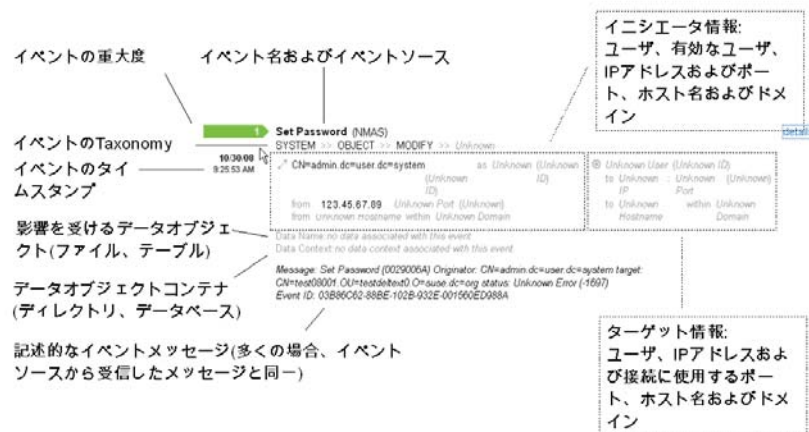 イベントの重大度
イベント名およびイベントソース
イニシエータ情報:
ユーザ、有効なユーザ、
IPアドレスおよびポー
ト、ホスト名およびドメ
イン
1
Set Password (NMAS)
detail
イベントのTaxonomy
SYSTEM >> OBJECT >> MODIFY >> Unknown
イベントのタイ
ムスタンプ
10/30/08
9:25:53 AM
CN=admin.dc=user.dc=system as Unknown (Unknown
(Unknown ID)
ID)
from 123.45.67.89 Unknown Port (Unknown)
from Unknown Hostname within Unknown Domain
Unknown User (Unknown ID)
to Unknown : Unknown (Unknown)
IP Port
to Unknown within Unknown
Hostname Domain
影響を受けるデータオブジェ
クト(ファイル、テーブル)
Data Name: no data associated with this event
Data Context: no data context associated with this event
データオブジェクトコンテナ
(ディレクトリ、データベース)
Message: Set Password (0029006A) Originator: CN=admin.dc=user.dc=system target:
CN=test08001.OU=testdeltext0.O=suse.dc=org status: Unknown Error (-1697)
Event ID: 03B86C62-88BE-102B-932E-001560ED988A
記述的なイベントメッセージ(多くの場合、イベント
ソースから受信したメッセージと同一)
ターゲット情報:
ユーザ、IPアドレスおよ
び接続に使用するポー
ト、ホスト名およびドメ
イン